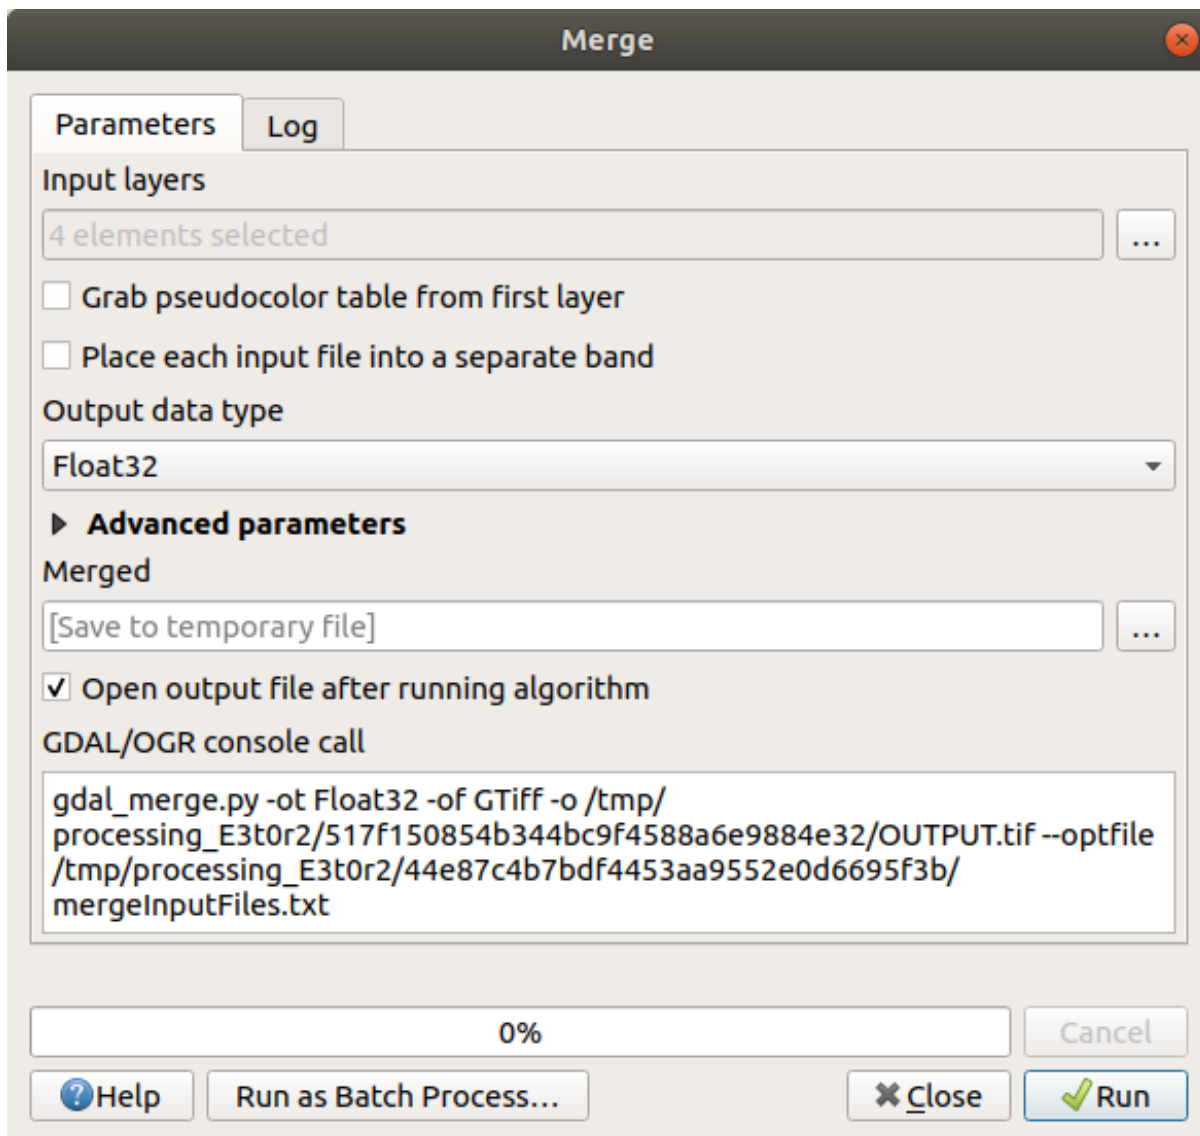 Merge
Parameters
Log
Input layers
4 elements selected
...
Grab pseudocolor table from first layer
Place each input file into a separate band
Output data type
Float32
Advanced parameters
Merged
[Save to temporary file]
...
Open output file after running algorithm
GDAL/OGR console call
gdal_merge.py -ot Float32 -of GTiff -o /tmp/
processing_E3t0r2/517f150854b344bc9f4588a6e9884e32/OUTPUT.tif --optfile
/tmp/processing_E3t0r2/44e87c4b7bdf4453aa9552e0d6695f3b/
mergeInputFiles.txt
0%
Cancel
Help
Run as Batch Process...
Close
Run